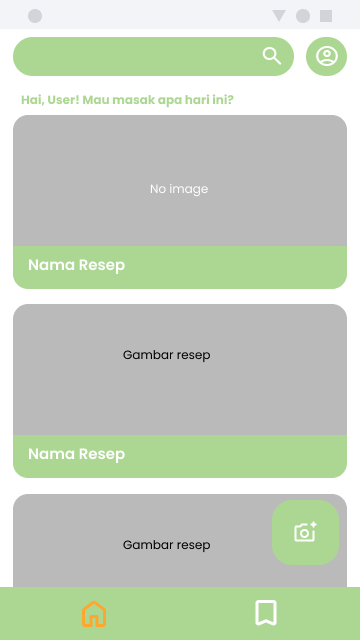 Hai, User! Mau masak apa hari ini?
No image
Nama Resep
Gambar resep
Nama Resep
Gambar resep